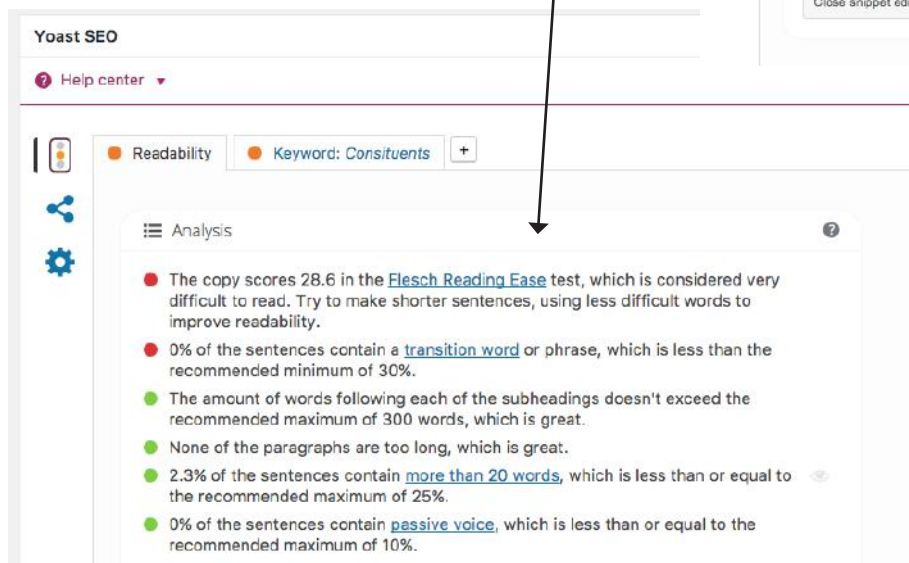 Close snippet edi
Yoast SEO
Help center
Readability
Keyword: Consituents
+
Analysis
The copy scores 28.6 in the Flesch Reading Ease test, which is considered very
difficult to read. Try to make shorter sentences, using less difficult words to
improve readability.
0% of the sentences contain a transition word or phrase, which is less than the
recommended minimum of 30%.
The amount of words following each of the subheadings doesn't exceed the
recommended maximum of 300 words, which is great.
None of the paragraphs are too long, which is great.
2.3% of the sentences contain more than 20 words, which is less than or equal to
the recommended maximum of 25%.
0% of the sentences contain passive voice, which is less than or equal to the
recommended maximum of 10%.